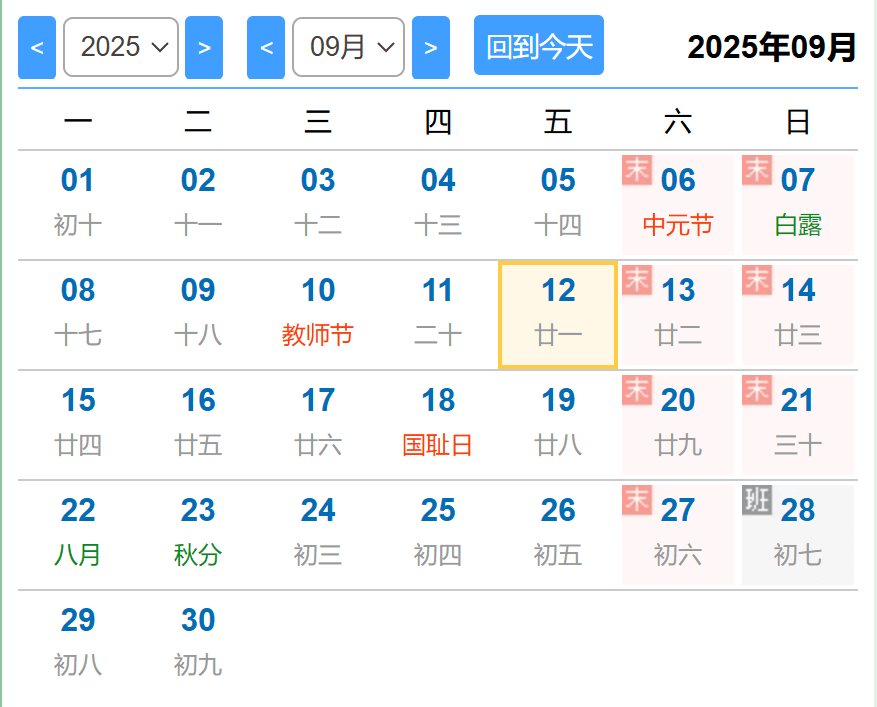 < 2025 > < 09月 > 回到今天 2025年09月
一 二 三 四 五 六 日
01 02 03 04 05 末 06 末 07
初十 十一 十二 十三 十四 中元节 白露
08 09 10 11 12 末 13 末 14
十七 十八 教师节 二十 廿一 廿二 廿三
15 16 17 18 19 末 20 末 21
廿四 廿五 廿六 国耻日 廿八 廿九 三十
22 23 24 25 26 末 27 班 28
八月 秋分 初三 初四 初五 初六 初七
29 30
初八 初九